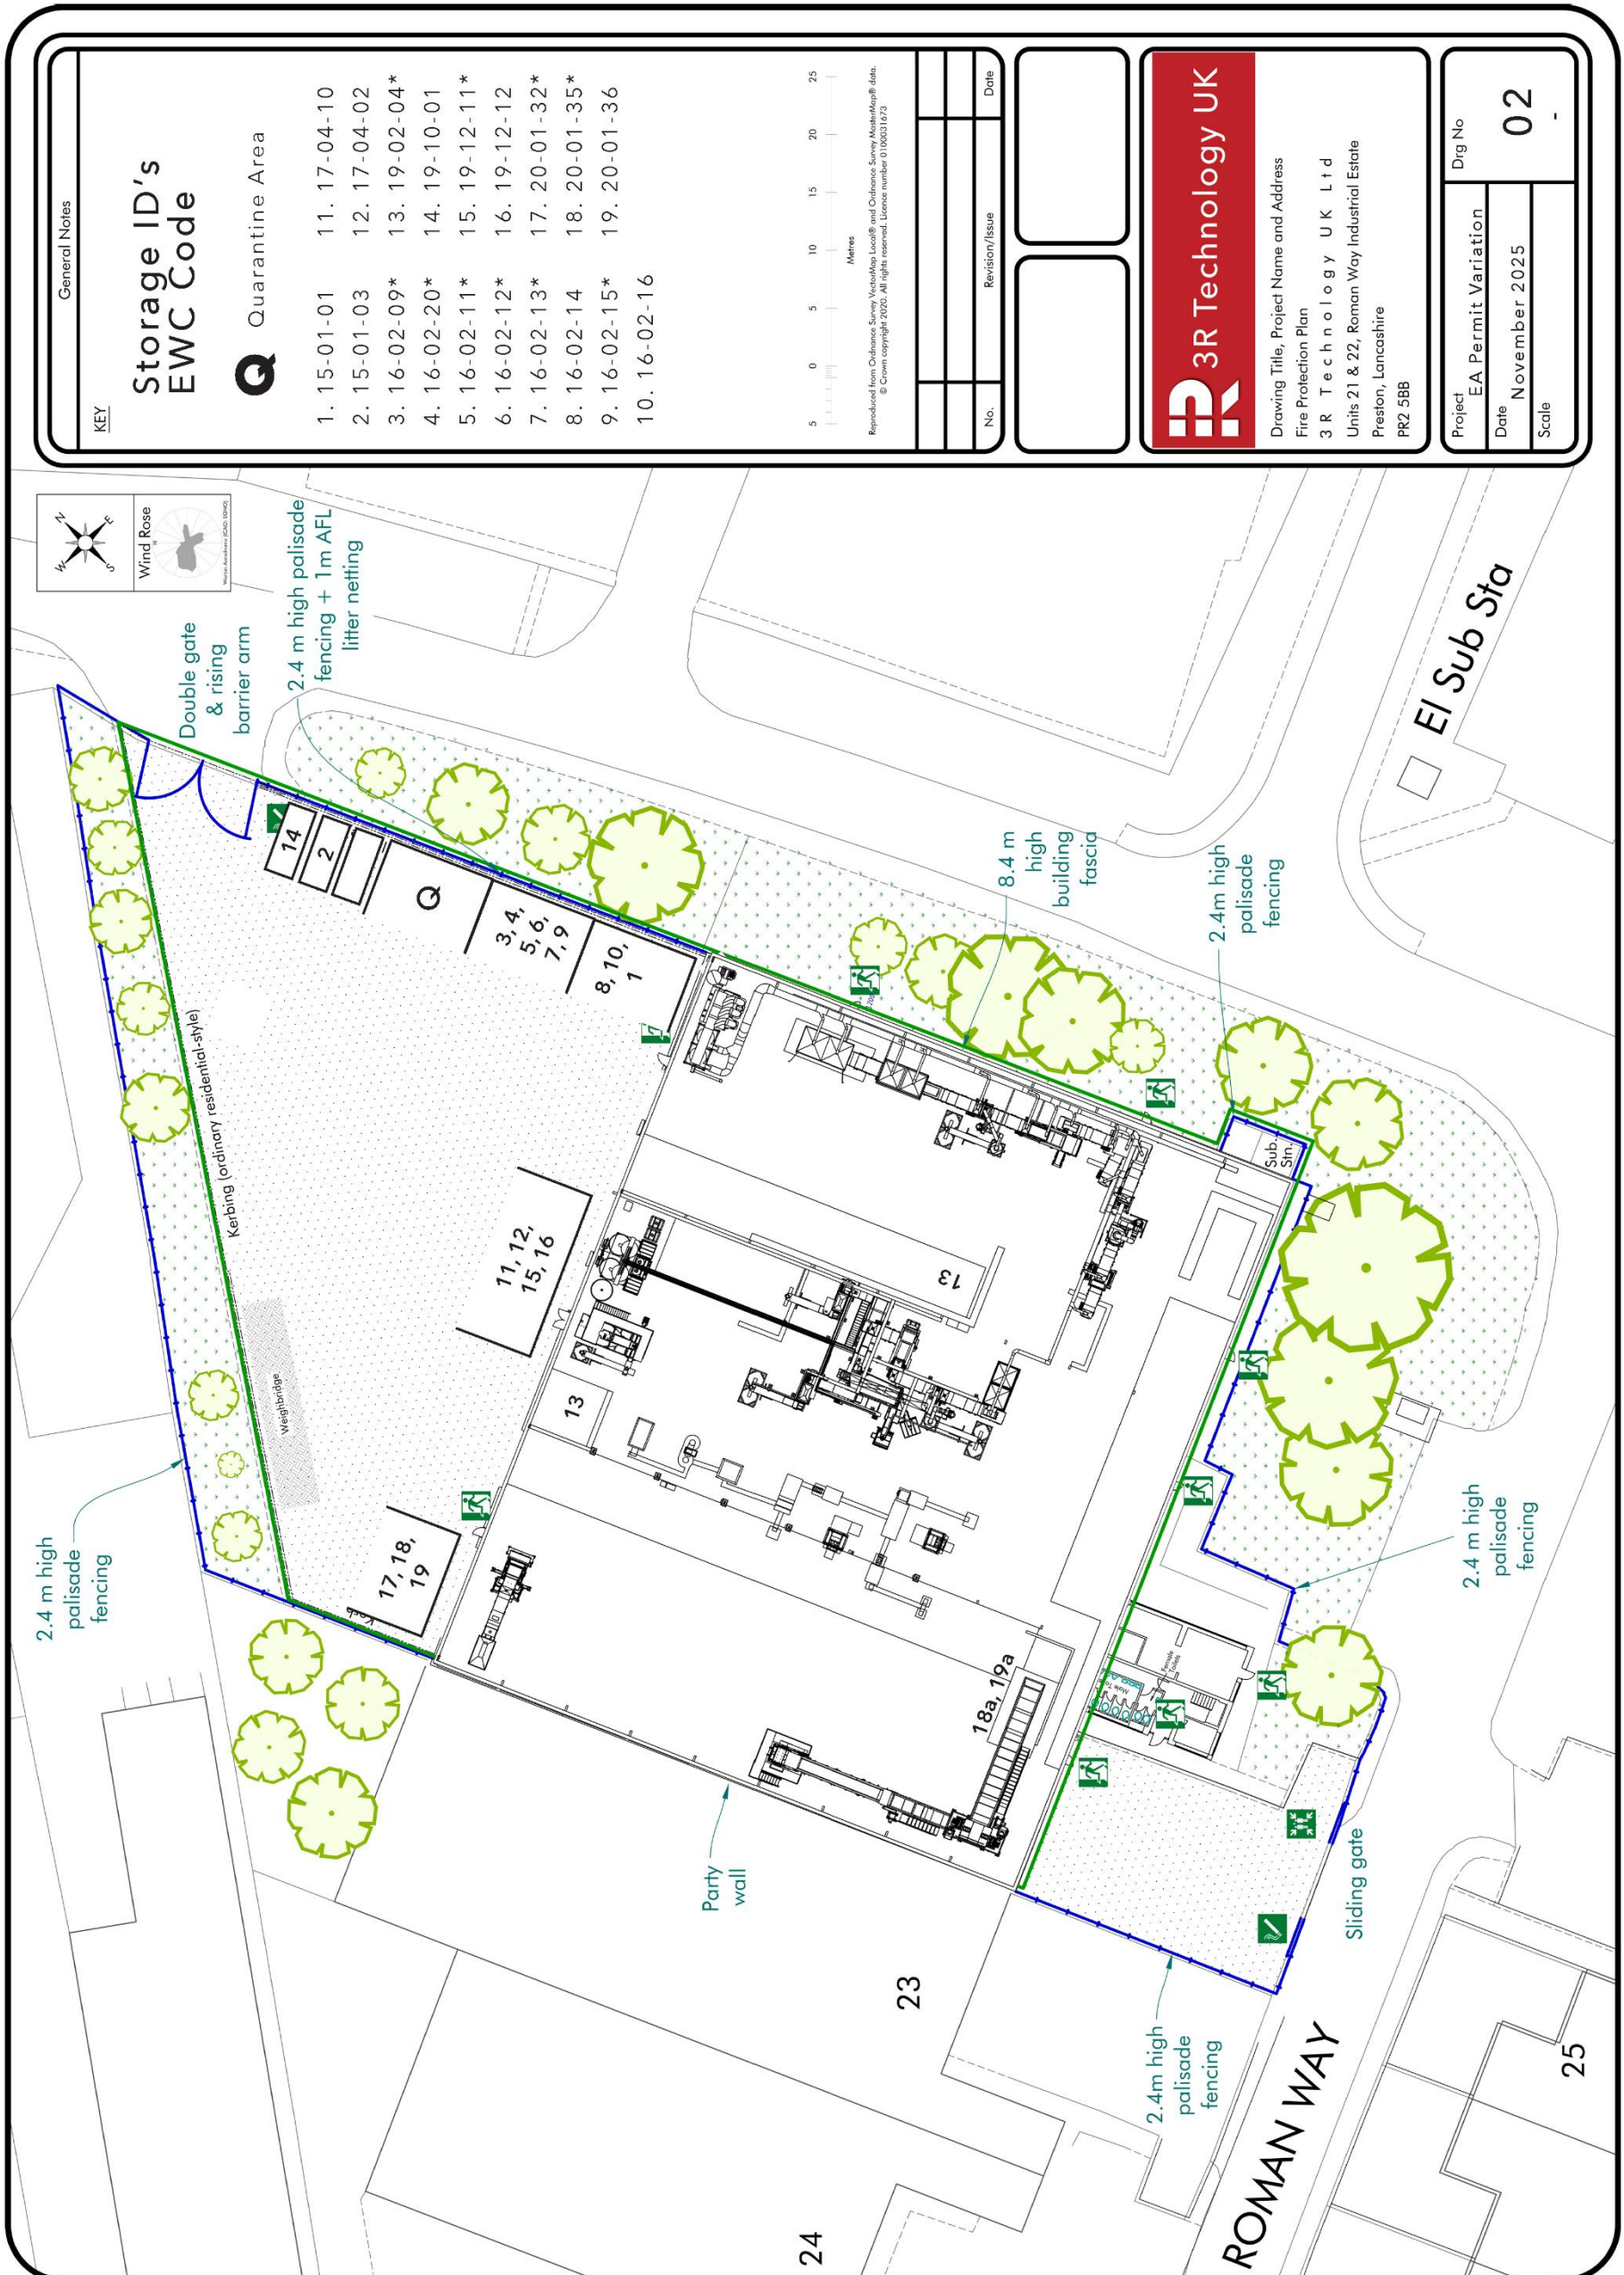 General Notes
KEY
Storage ID's
EWC Code
Q Quarantine Area
1. 15-01-01
2. 15-01-03
3. 16-02-09*
4. 16-02-20*
5. 16-02-11*
6. 16-02-12*
7. 16-02-13*
8. 16-02-14
9. 16-02-15*
10. 16-02-16
11. 17-04-10
12. 17-04-02
13. 19-02-04*
14. 19-10-01
15. 19-12-11*
16. 19-12-12
17. 20-01-32*
18. 20-01-35*
19. 20-01-36
5 0 5 10 15 20 25
Metres
Reproduced from Ordnance Survey VectorMap Local® and Ordnance Survey MasterMap® data.
© Crown copyright 2020. All rights reserved. Licence number 0100031673
No. Revision/Issue Date
3R Technology UK
Drawing Title, Project Name and Address
Fire Protection Plan
3R Technology UK Ltd
Units 21 & 22, Roman Way Industrial Estate
Preston, Lancashire
PR2 5BB
Project
EA Permit Variation
Date
November 2025
Scale
Drg No
02
-
N
E
S
W
Wind Rose
2.4 m high
palisade
fencing
Double gate
& rising
barrier arm
2.4 m high palisade
fencing + 1m AFL
litter netting
Kerbing (ordinary residential-style)
Weighbridge
14
2
Q
3, 4,
5, 6,
7, 9
8, 10,
1
11, 12,
15, 16
17, 18,
19
Kerb
13
13
18a, 19a
8.4 m
high
building
fascia
2.4m high
palisade
fencing
Sub.
Stn.
El Sub Sta
Party
wall
Female
Toilets
2.4 m high
palisade
fencing
Sliding gate
2.4m high
palisade
fencing
23
24
25
ROMAN WAY